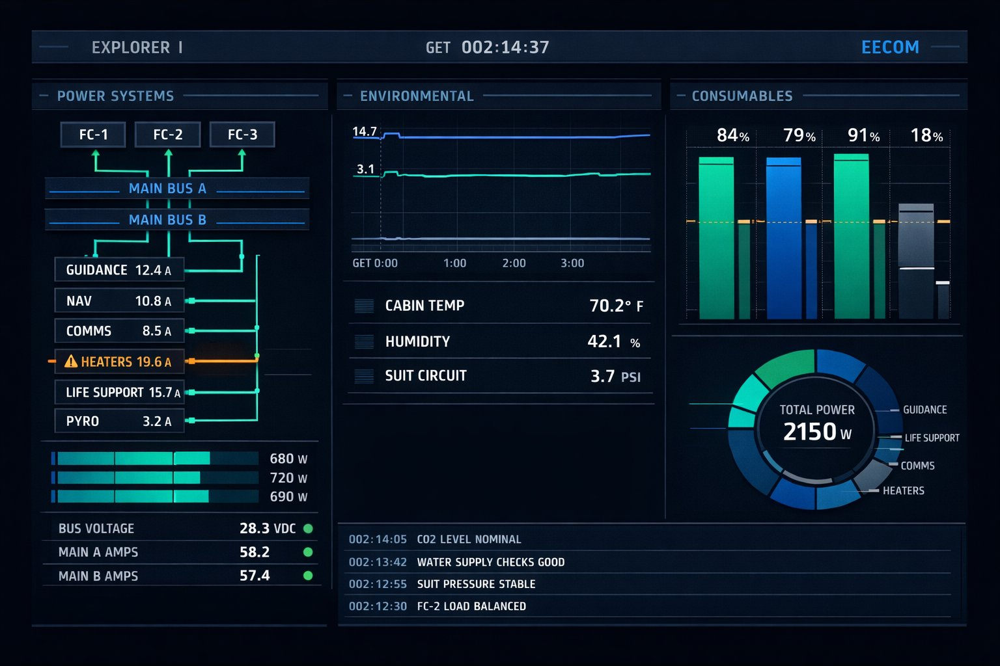 EXPLORER I
GET 002:14:37
EECOM
POWER SYSTEMS
FC-1
FC-2
FC-3
MAIN BUS A
MAIN BUS B
GUIDANCE 12.4 A
NAV 10.8 A
COMMS 8.5 A
HEATERS 19.6 A
LIFE SUPPORT 15.7 A
PYRO 3.2 A
680 W
720 W
690 W
BUS VOLTAGE 28.3 VDC
MAIN A AMPS 58.2
MAIN B AMPS 57.4
ENVIRONMENTAL
14.7
3.1
GET 0:00 1:00 2:00 3:00
CABIN TEMP 70.2° F
HUMIDITY 42.1 %
SUIT CIRCUIT 3.7 PSI
CONSUMABLES
84% 79% 91% 18%
TOTAL POWER
2150 W
GUIDANCE
LIFE SUPPORT
COMMS
HEATERS
002:14:05 CO2 LEVEL NOMINAL
002:13:42 WATER SUPPLY CHECKS GOOD
002:12:55 SUIT PRESSURE STABLE
002:12:30 FC-2 LOAD BALANCED